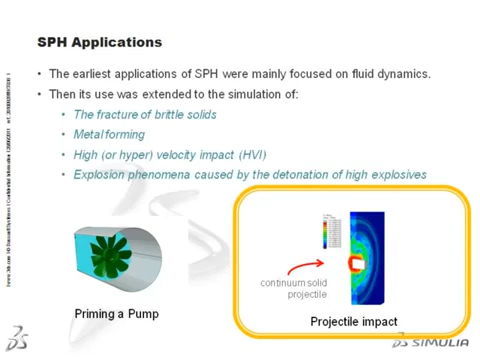 SPH Applications
• The earliest applications of SPH were mainly focused on fluid dynamics.
• Then its use was extended to the simulation of:
• The fracture of brittle solids
• Metal forming
• High (or hyper) velocity impact (HVI)
• Explosion phenomena caused by the detonation of high explosives
continuum solid
projectile
Priming a Pump
Projectile impact
SIMULIA